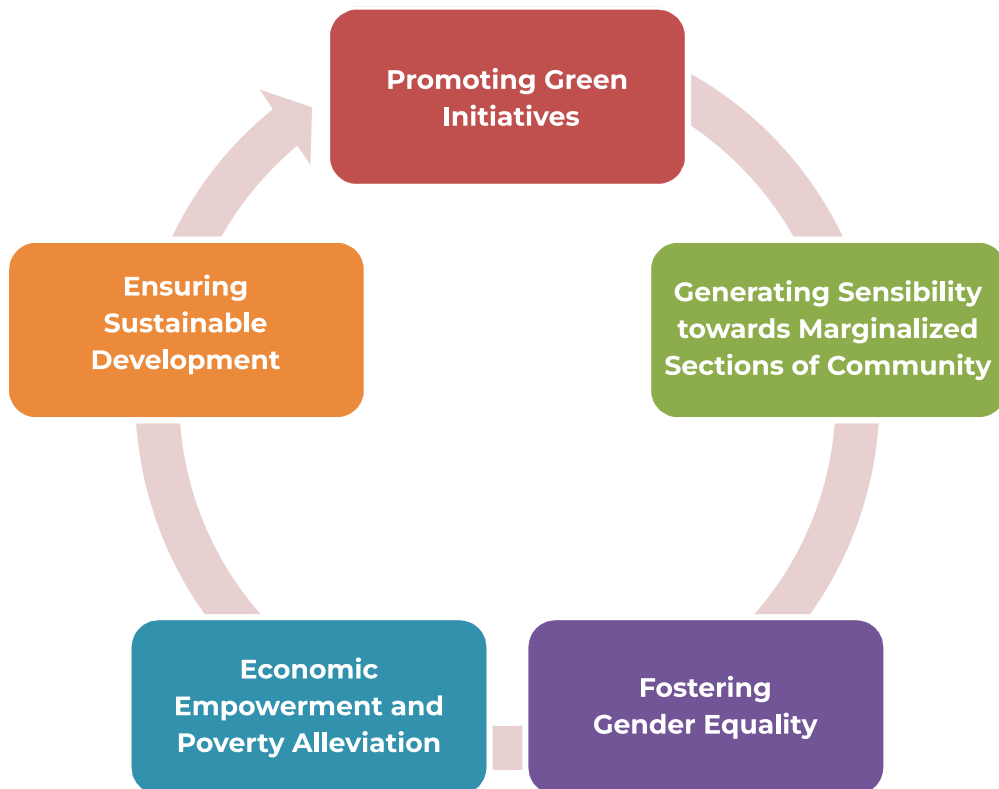 Promoting Green
Initiatives
Generating Sensibility
towards Marginalized
Sections of Community
Fostering
Gender Equality
Economic
Empowerment and
Poverty Alleviation
Ensuring
Sustainable
Development